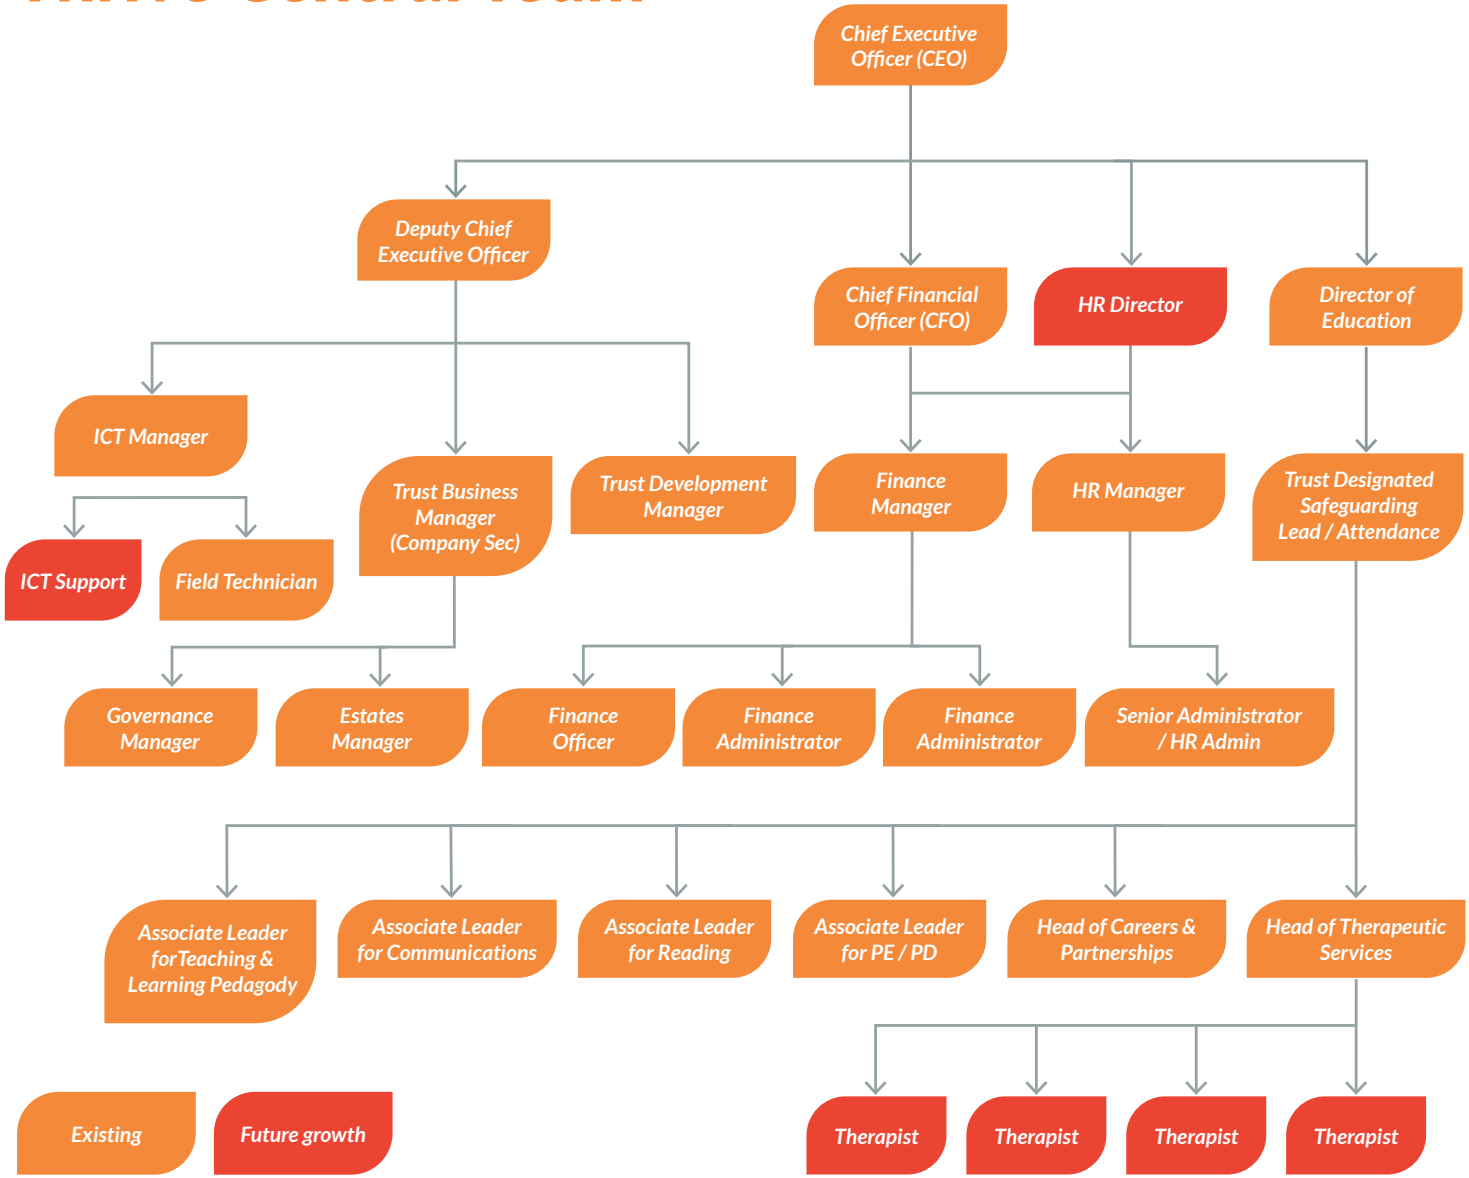 Central Team
Chief Executive
Officer (CEO)
Deputy Chief
Executive Officer
Chief Financial
Officer (CFO)
HR Director
Director of
Education
ICT Manager
Trust Business
Manager
(Company Sec)
Trust Development
Manager
Finance
Manager
HR Manager
Trust Designated
Safeguarding
Lead / Attendance
ICT Support
Field Technician
Governance
Manager
Estates
Manager
Finance
Officer
Finance
Administrator
Finance
Administrator
Senior Administrator
/ HR Admin
Associate Leader
forTeaching &
Learning Pedagody
Associate Leader
for Communications
Associate Leader
for Reading
Associate Leader
for PE / PD
Head of Careers &
Partnerships
Head of Therapeutic
Services
Therapist
Therapist
Therapist
Therapist
Existing
Future growth